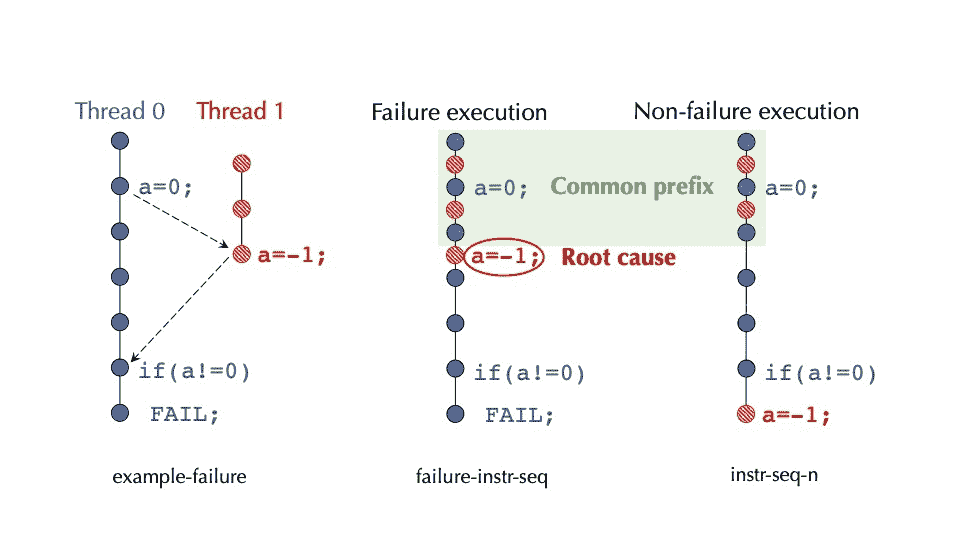 Thread 0
Thread 1
a=0;
a=-1;
if(a!=0)
FAIL;
example-failure
Failure execution
a=0;
Common prefix
a=-1;
Root cause
if(a!=0)
FAIL;
failure-instr-seq
Non-failure execution
a=0;
if(a!=0)
a=-1;
instr-seq-n